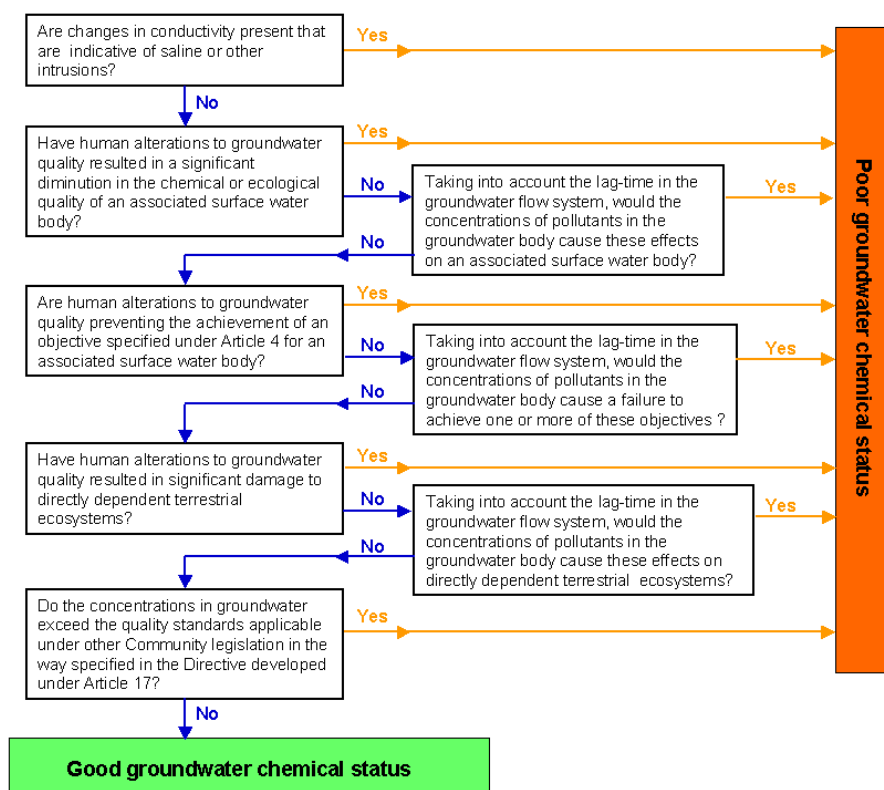 Are changes in conductivity present that
are indicative of saline or other
intrusions?
Yes
No
Have human alterations to groundwater
quality resulted in a significant
diminution in the chemical or ecological
quality of an associated surface water
body?
Yes
No
Taking into account the lag-time in the
groundwater flow system, would the
concentrations of pollutants in the
groundwater body cause these effects
on an associated surface water body?
Yes
No
Are human alterations to groundwater
quality preventing the achievement of an
objective specified under Article 4 for an
associated surface water body?
Yes
No
Taking into account the lag-time in the
groundwater flow system, would the
concentrations of pollutants in the
groundwater body cause a failure to
achieve one or more of these objectives ?
Yes
No
Have human alterations to groundwater
quality resulted in significant damage to
directly dependent terrestrial
ecosystems?
Yes
No
Taking into account the lag-time in the
groundwater flow system, would the
concentrations of pollutants in the
groundwater body cause these effects on
directly dependent terrestrial ecosystems?
Yes
No
Do the concentrations in groundwater
exceed the quality standards applicable
under other Community legislation in the
way specified in the Directive developed
under Article 17?
Yes
No
Good groundwater chemical status
Poor groundwater chemical status